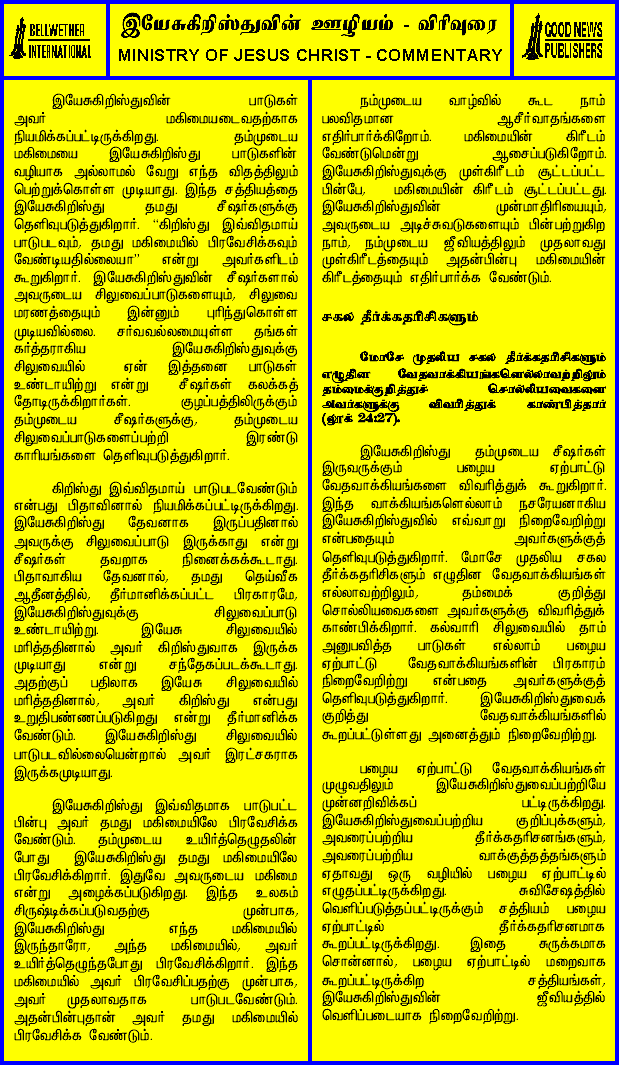 BELLWETHER
INTERNATIONAL
இயேசுகிறிஸ்துவின் ஊழியம் - விரிவுரை
MINISTRY OF JESUS CHRIST - COMMENTARY
GOOD NEWS
PUBLISHERS
இயேசுகிறிஸ்துவின் பாடுகள்
அவர் மகிமையடைவதற்காக
நியமிக்கப்பட்டிருக்கிறது. தம்முடைய
மகிமையை இயேசுகிறிஸ்து பாடுகளின்
வழியாக அல்லாமல் வேறு எந்த விதத்திலும்
பெற்றுக்கொள்ள முடியாது. இந்த சத்தியத்தை
இயேசுகிறிஸ்து தமது சீஷர்களுக்கு
தெளிவுபடுத்துகிறார். “கிறிஸ்து இவ்விதமாய்
பாடுபடவும், தமது மகிமையில் பிரவேசிக்கவும்
வேண்டியதில்லையா” என்று அவர்களிடம்
கூறுகிறார். இயேசுகிறிஸ்துவின் சீஷர்களால்
அவருடைய சிலுவைப்பாடுகளையும், சிலுவை
மரணத்தையும் இன்னும் புரிந்துகொள்ள
முடியவில்லை. சர்வவல்லமையுள்ள தங்கள்
கர்த்தராகிய இயேசுகிறிஸ்துவுக்கு
சிலுவையில் ஏன் இத்தனை பாடுகள்
உண்டாயிற்று என்று சீஷர்கள் கலக்கத்
தோடிருக்கிறார்கள். குழப்பத்திலிருக்கும்
தம்முடைய சீஷர்களுக்கு, தம்முடைய
சிலுவைப்பாடுகளைப்பற்றி இரண்டு
காரியங்களை தெளிவுபடுத்துகிறார்.
கிறிஸ்து இவ்விதமாய் பாடுபடவேண்டும்
என்பது பிதாவினால் நியமிக்கப்பட்டிருக்கிறது.
இயேசுகிறிஸ்து தேவனாக இருப்பதினால்
அவருக்கு சிலுவைப்பாடு இருக்காது என்று
சீஷர்கள் தவறாக நினைக்கக்கூடாது.
பிதாவாகிய தேவனால், தமது தெய்வீக
ஆதீனத்தில், தீர்மானிக்கப்பட்ட பிரகாரமே,
இயேசுகிறிஸ்துவுக்கு சிலுவைப்பாடு
உண்டாயிற்று. இயேசு சிலுவையில்
மரித்ததினால் அவர் கிறிஸ்துவாக இருக்க
முடியாது என்று சந்தேகப்படக்கூடாது.
அதற்குப் பதிலாக இயேசு சிலுவையில்
மரித்ததினால், அவர் கிறிஸ்து என்பது
உறுதிபண்ணப்படுகிறது என்று தீர்மானிக்க
வேண்டும். இயேசுகிறிஸ்து சிலுவையில்
பாடுபடவில்லையென்றால் அவர் இரட்சகராக
இருக்கமுடியாது.
இயேசுகிறிஸ்து இவ்விதமாக பாடுபட்ட
பின்பு அவர் தமது மகிமையிலே பிரவேசிக்க
வேண்டும். தம்முடைய உயிர்த்தெழுதலின்
போது இயேசுகிறிஸ்து தமது மகிமையிலே
பிரவேசிக்கிறார். இதுவே அவருடைய மகிமை
என்று அழைக்கப்படுகிறது. இந்த உலகம்
சிருஷ்டிக்கப்படுவதற்கு முன்பாக,
இயேசுகிறிஸ்து எந்த மகிமையில்
இருந்தாரோ, அந்த மகிமையில், அவர்
உயிர்த்தெழுந்தபோது பிரவேசிக்கிறார். இந்த
மகிமையில் அவர் பிரவேசிப்பதற்கு முன்பாக,
அவர் முதலாவதாக பாடுபடவேண்டும்.
அதன்பின்புதான் அவர் தமது மகிமையில்
பிரவேசிக்க வேண்டும்.
நம்முடைய வாழ்வில் கூட நாம்
பலவிதமான ஆசீர்வாதங்களை
எதிர்பார்க்கிறோம். மகிமையின் கிரீடம்
வேண்டுமென்று ஆசைப்படுகிறோம்.
இயேசுகிறிஸ்துவுக்கு முள்கிரீடம் சூட்டப்பட்ட
பின்பே, மகிமையின் கிரீடம் சூட்டப்பட்டது.
இயேசுகிறிஸ்துவின் முன்மாதிரியையும்,
அவருடைய அடிச்சுவடுகளையும் பின்பற்றுகிற
நாம், நம்முடைய ஜீவியத்திலும் முதலாவது
முள்கிரீடத்தையும் அதன்பின்பு மகிமையின்
கிரீடத்தையும் எதிர்பார்க்க வேண்டும்.
சகல தீர்க்கதரிசிகளும்
மோசே முதலிய சகல தீர்க்கதரிசிகளும்
எழுதின வேதவாக்கியங்களெல்லாவற்றிலும்
தம்மைக்குறித்துச் சொல்லியவைகளை
அவர்களுக்கு விவரித்துக் காண்பித்தார்
(லூக் 24:27).
இயேசுகிறிஸ்து தம்முடைய சீஷர்கள்
இருவருக்கும் பழைய ஏற்பாட்டு
வேதவாக்கியங்களை விவரித்துக் கூறுகிறார்.
இந்த வாக்கியங்களெல்லாம் நசரேயனாகிய
இயேசுகிறிஸ்துவில் எவ்வாறு நிறைவேறிற்று
என்பதையும் அவர்களுக்குத்
தெளிவுபடுத்துகிறார். மோசே முதலிய சகல
தீர்க்கதரிசிகளும் எழுதின வேதவாக்கியங்கள்
எல்லாவற்றிலும், தம்மைக் குறித்து
சொல்லியவைகளை அவர்களுக்கு விவரித்துக்
காண்பிக்கிறார். கல்வாரி சிலுவையில் தாம்
அனுபவித்த பாடுகள் எல்லாம் பழைய
ஏற்பாட்டு வேதவாக்கியங்களின் பிரகாரம்
நிறைவேறிற்று என்பதை அவர்களுக்குத்
தெளிவுபடுத்துகிறார். இயேசுகிறிஸ்துவைக்
குறித்து வேதவாக்கியங்களில்
கூறப்பட்டுள்ளது அனைத்தும் நிறைவேறிற்று.
பழைய ஏற்பாட்டு வேதவாக்கியங்கள்
முழுவதிலும் இயேசுகிறிஸ்துவைப்பற்றியே
முன்னறிவிக்கப் பட்டிருக்கிறது.
இயேசுகிறிஸ்துவைப்பற்றிய குறிப்புக்களும்,
அவரைப்பற்றிய தீர்க்கதரிசனங்களும்,
அவரைப்பற்றிய வாக்குத்தத்தங்களும்
ஏதாவது ஒரு வழியில் பழைய ஏற்பாட்டில்
எழுதப்பட்டிருக்கிறது. சுவிசேஷத்தில்
வெளிப்படுத்தப்பட்டிருக்கும் சத்தியம் பழைய
ஏற்பாட்டில் தீர்க்கதரிசனமாக
கூறப்பட்டிருக்கிறது. இதை சுருக்கமாக
சொன்னால், பழைய ஏற்பாட்டில் மறைவாக
கூறப்பட்டிருக்கிற சத்தியங்கள்,
இயேசுகிறிஸ்துவின் ஜீவியத்தில்
வெளிப்படையாக நிறைவேறிற்று.